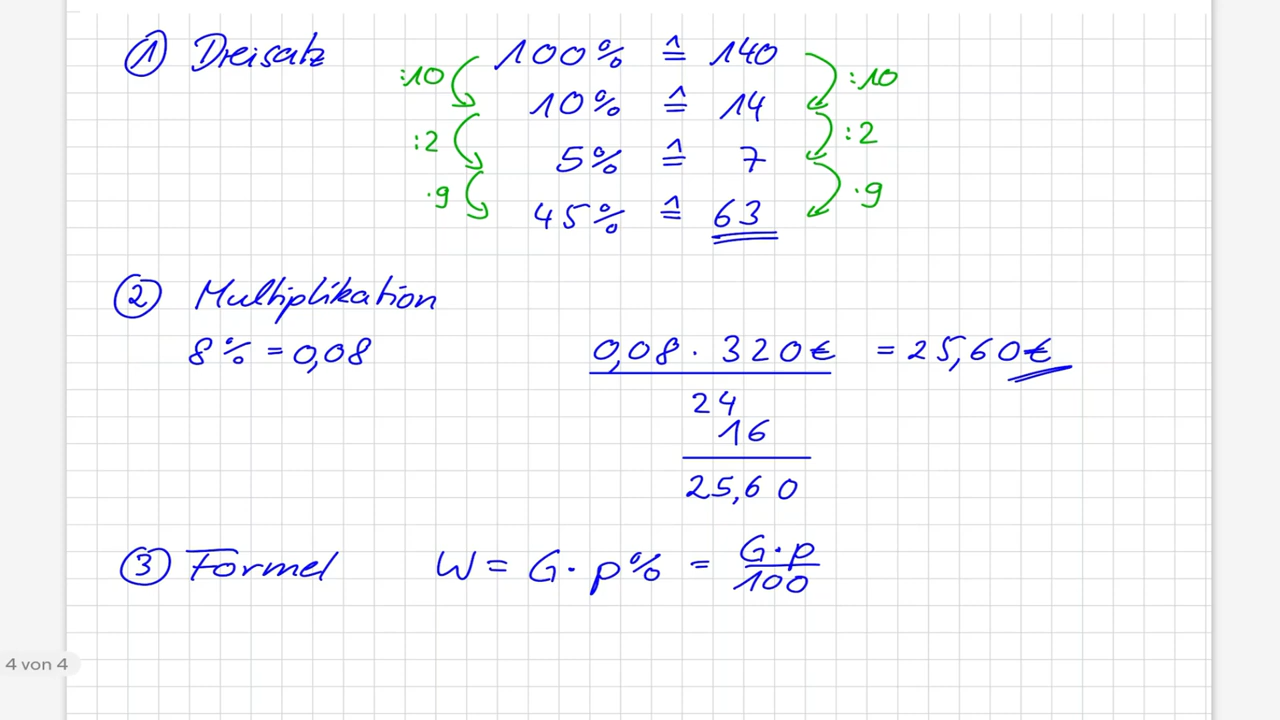 ① Dreisatz 100% ≙ 140
:10 :10
10% ≙ 14
:2 :2
5% ≙ 7
·9 ·9
45% ≙ 63
② Multiplikation
8% = 0,08 0,08 · 320€ = 25,60€
24
16
25,60
③ Formel W = G · p% = G·p/100
4 von 4